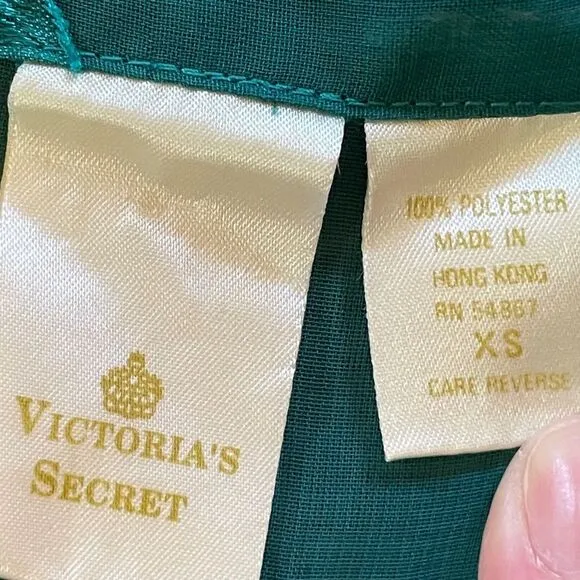 VICTORIA'S
SECRET
100% POLYESTER
MADE IN
HONG KONG
RN 54867
XS
CARE REVERSE